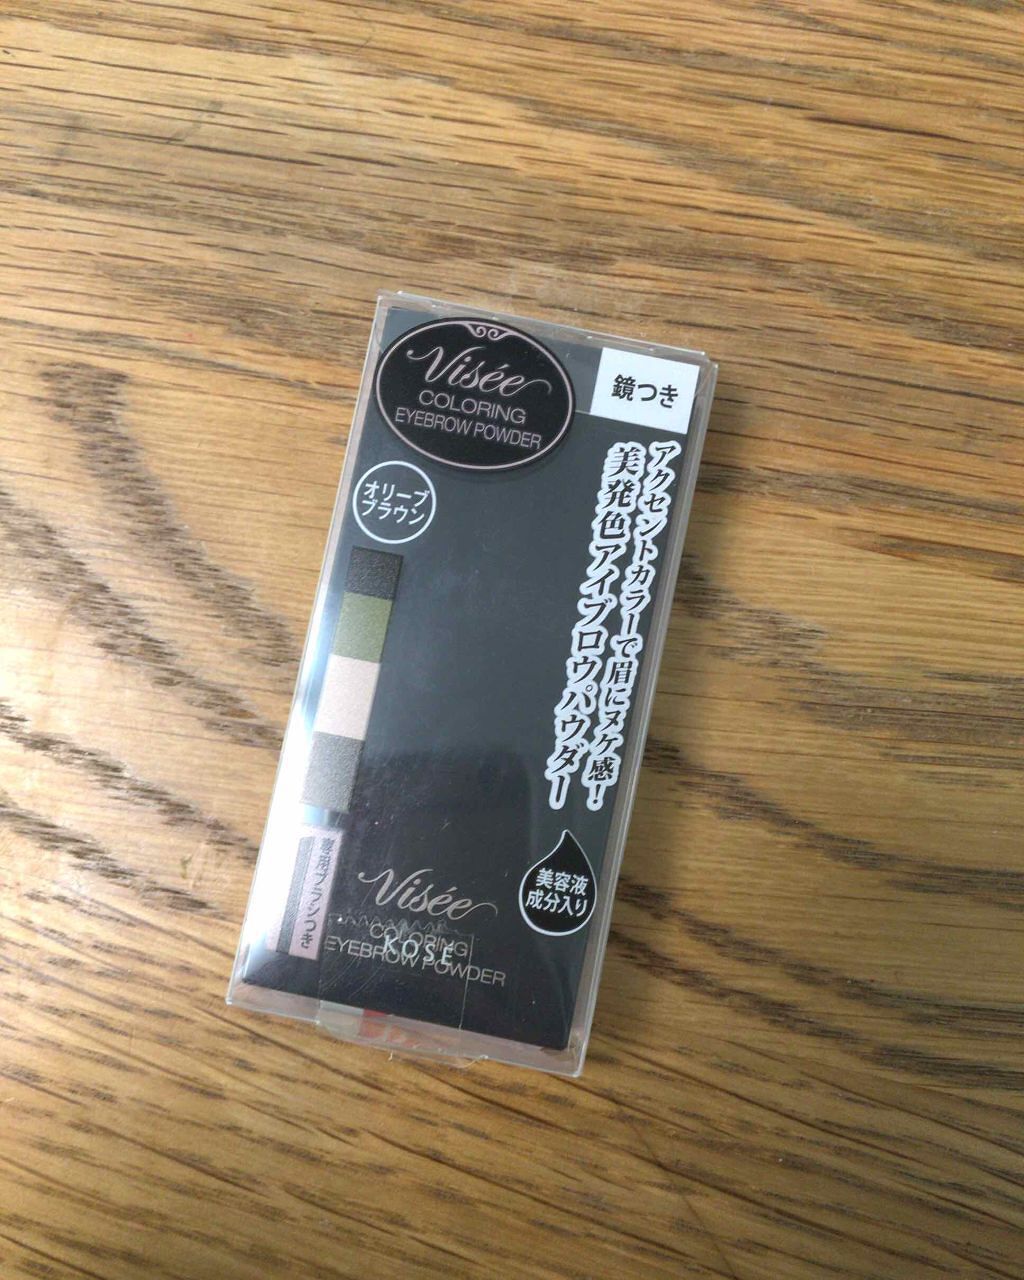 Visée
COLORING
EYEBROW POWDER
鏡つき
アクセントカラーで眉にヌケ感!
美発色アイブロウパウダー
オリーブ
ブラウン
専用ブラシつき
美容液
成分入り
Visée
COLORING
EYEBROW POWDER
KOSÉ